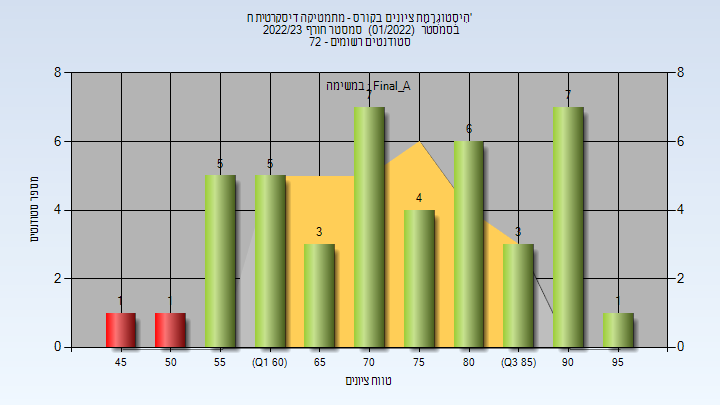 הִיסטוֹגרָמַת ציונים בקורס - מתמטיקה דיסקרטית ח'
בסמסטר (01/2022) סמסטר חורף 2022/23
סטודנטים רשומים - 72
במשימה : Final_A
8 8
7 7
6 6 6
5 5
4 4 4
3 3
2 2
1 1 1
0 0
מספר סטודנטים
45 50 55 (Q1 60) 65 70 75 80 (Q3 85) 90 95
טווח ציונים